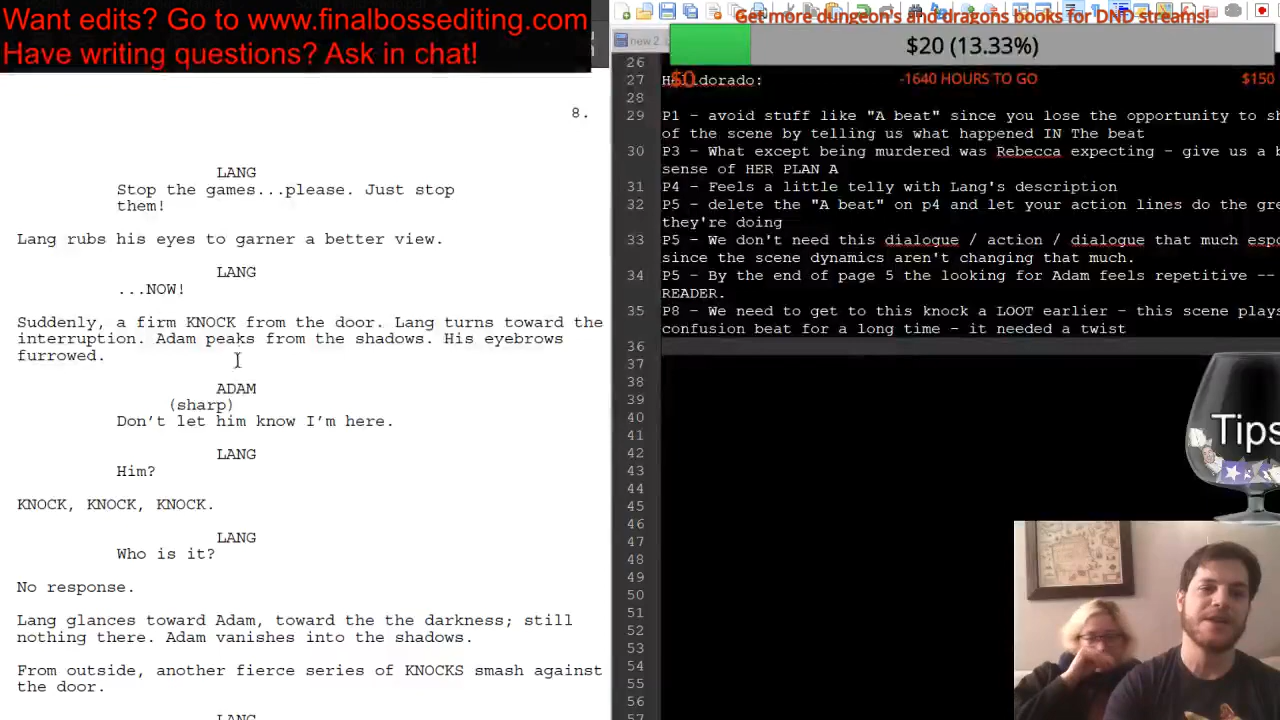 Want edits? Go to www.finalbossediting.com
Have writing questions? Ask in chat!
8.
LANG
Stop the games...please. Just stop
them!
Lang rubs his eyes to garner a better view.
LANG
...NOW!
Suddenly, a firm KNOCK from the door. Lang turns toward the
interruption. Adam peaks from the shadows. His eyebrows
furrowed.
ADAM
(sharp)
Don't let him know I'm here.
LANG
Him?
KNOCK, KNOCK, KNOCK.
LANG
Who is it?
No response.
Lang glances toward Adam, toward the the darkness; still
nothing there. Adam vanishes into the shadows.
From outside, another fierce series of KNOCKS smash against
the door.
LANG
Get more dungeon's and dragons books for DND streams!
new 2
$20 (13.33%)
$0
-1640 HOURS TO GO
$150
26
27 dorado:
28
29 P1 - avoid stuff like "A beat" since you lose the opportunity to
of the scene by telling us what happened IN The beat
30 P3 - What except being murdered was Rebecca expecting - give us a
sense of HER PLAN A
31 P4 - Feels a little telly with Lang's description
32 P5 - delete the "A beat" on p4 and let your action lines do the
they're doing
33 P5 - We don't need this dialogue / action / dialogue that much
since the scene dynamics aren't changing that much.
34 P5 - By the end of page 5 the looking for Adam feels repetitive --
READER.
35 P8 - We need to get to this knock a LOOT earlier - this scene plays
confusion beat for a long time - it needed a twist
36
37
38
39
40
41
42
43
44
45
46
47
48
49
50
51
52
53
54
55
56
57
Tips